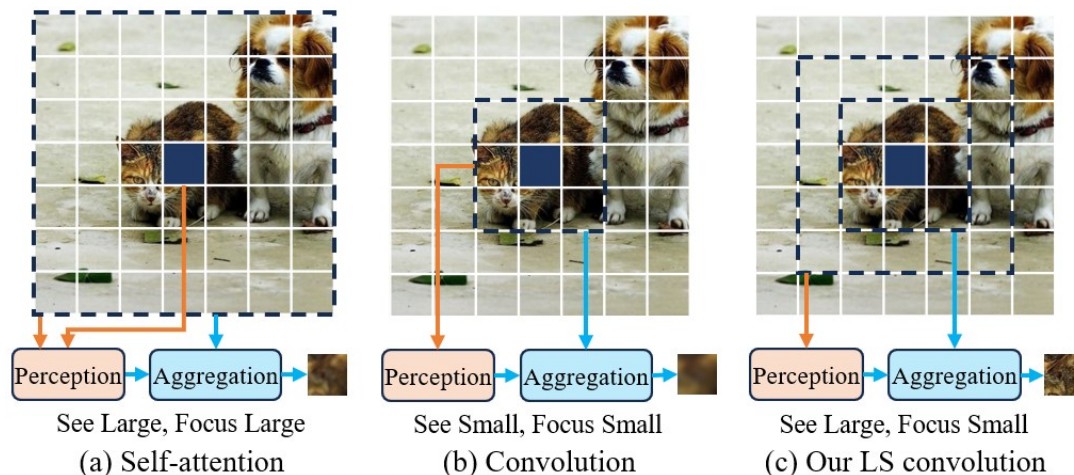 Perception
Aggregation
See Large, Focus Large
(a) Self-attention
Perception
Aggregation
See Small, Focus Small
(b) Convolution
Perception
Aggregation
See Large, Focus Small
(c) Our LS convolution